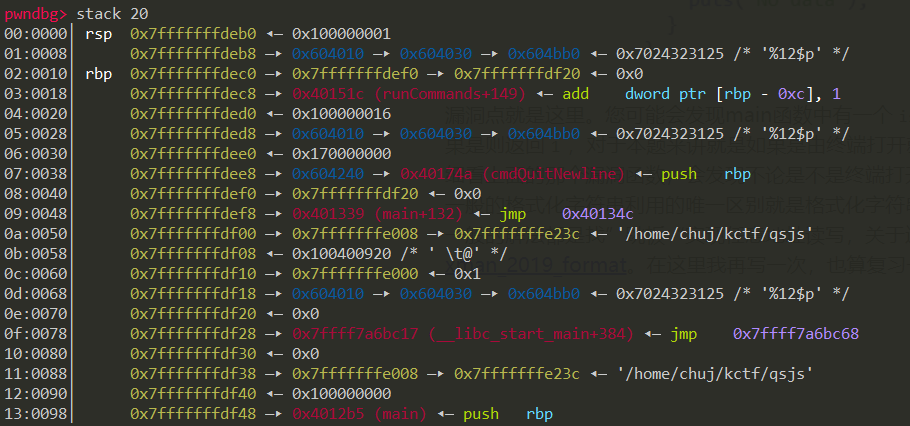 pwndbg> stack 20
00:0000│ rsp 0x7fffffffdeb0 ◂— 0x100000001
01:0008│ 0x7fffffffdeb8 —▸ 0x604010 —▸ 0x604030 —▸ 0x604bb0 ◂— 0x7024323125 /* '%12$p' */
02:0010│ rbp 0x7fffffffdec0 —▸ 0x7fffffffdef0 —▸ 0x7fffffffdf20 ◂— 0x0
03:0018│ 0x7fffffffdec8 —▸ 0x40151c (runCommands+149) ◂— add dword ptr [rbp - 0xc], 1
04:0020│ 0x7fffffffded0 ◂— 0x100000016
05:0028│ 0x7fffffffded8 —▸ 0x604010 —▸ 0x604030 —▸ 0x604bb0 ◂— 0x7024323125 /* '%12$p' */
06:0030│ 0x7fffffffdee0 ◂— 0x170000000
07:0038│ 0x7fffffffdee8 —▸ 0x604240 —▸ 0x40174a (cmdQuitNewline) ◂— push rbp
08:0040│ 0x7fffffffdef0 —▸ 0x7fffffffdf20 ◂— 0x0
09:0048│ 0x7fffffffdef8 —▸ 0x401339 (main+132) ◂— jmp 0x40134c
0a:0050│ 0x7fffffffdf00 —▸ 0x7fffffffe008 —▸ 0x7fffffffe23c ◂— '/home/chuj/kctf/qsjs'
0b:0058│ 0x7fffffffdf08 ◂— 0x100400920 /* ' \t@' */
0c:0060│ 0x7fffffffdf10 —▸ 0x7fffffffe000 ◂— 0x1
0d:0068│ 0x7fffffffdf18 —▸ 0x604010 —▸ 0x604030 —▸ 0x604bb0 ◂— 0x7024323125 /* '%12$p' */
0e:0070│ 0x7fffffffdf20 ◂— 0x0
0f:0078│ 0x7fffffffdf28 —▸ 0x7ffff7a6bc17 (__libc_start_main+384) ◂— jmp 0x7ffff7a6bc68
10:0080│ 0x7fffffffdf30 ◂— 0x0
11:0088│ 0x7fffffffdf38 —▸ 0x7fffffffe008 —▸ 0x7fffffffe23c ◂— '/home/chuj/kctf/qsjs'
12:0090│ 0x7fffffffdf40 ◂— 0x100000000
13:0098│ 0x7fffffffdf48 —▸ 0x4012b5 (main) ◂— push rbp